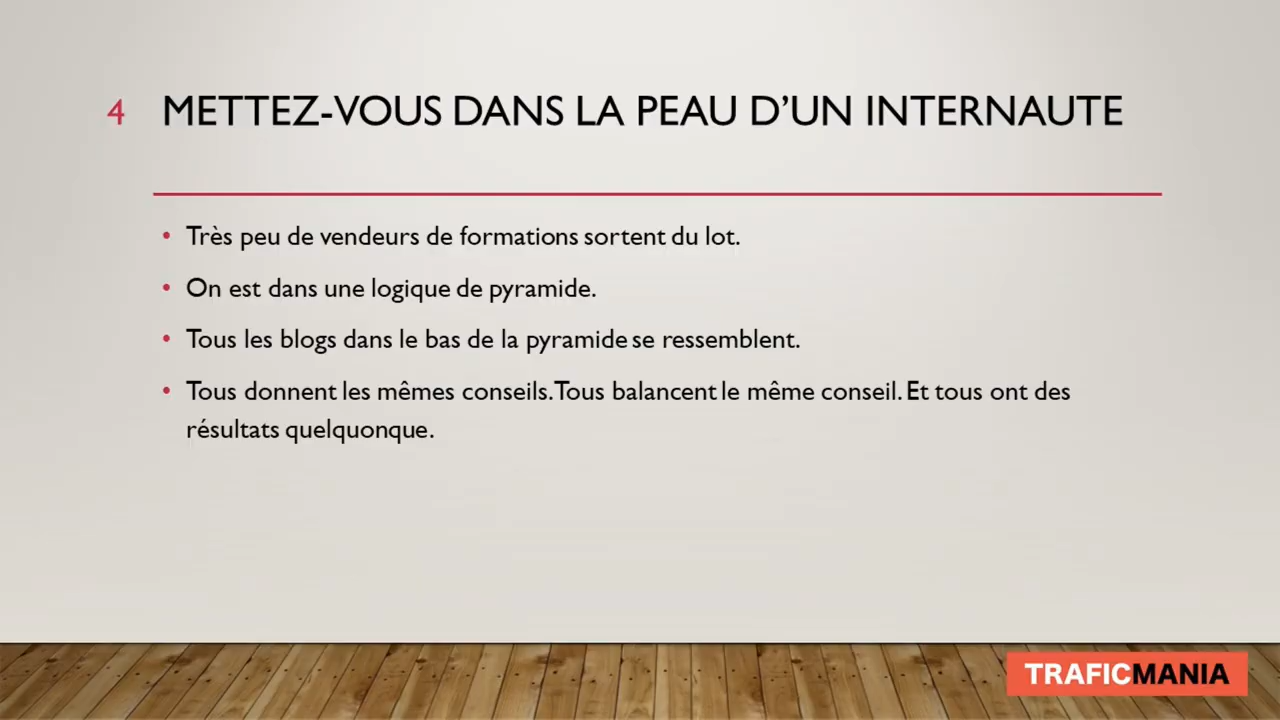 4 METTEZ-VOUS DANS LA PEAU D’UN INTERNAUTE
• Très peu de vendeurs de formations sortent du lot.
• On est dans une logique de pyramide.
• Tous les blogs dans le bas de la pyramide se ressemblent.
• Tous donnent les mêmes conseils. Tous balancent le même conseil. Et tous ont des
résultats quelquonque.
TRAFICMANIA